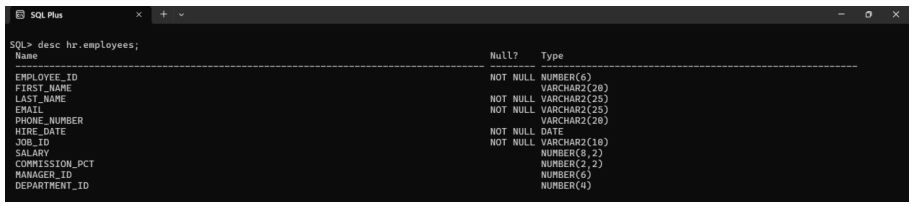 SQL Plus
SQL> desc hr.employees;
Name Null? Type
----------------------------------------------------------------------------------- -------- --------------------------------------------------------
EMPLOYEE_ID NOT NULL NUMBER(6)
FIRST_NAME VARCHAR2(20)
LAST_NAME NOT NULL VARCHAR2(25)
EMAIL NOT NULL VARCHAR2(25)
PHONE_NUMBER VARCHAR2(20)
HIRE_DATE NOT NULL DATE
JOB_ID NOT NULL VARCHAR2(10)
SALARY NUMBER(8,2)
COMMISSION_PCT NUMBER(2,2)
MANAGER_ID NUMBER(6)
DEPARTMENT_ID NUMBER(4)